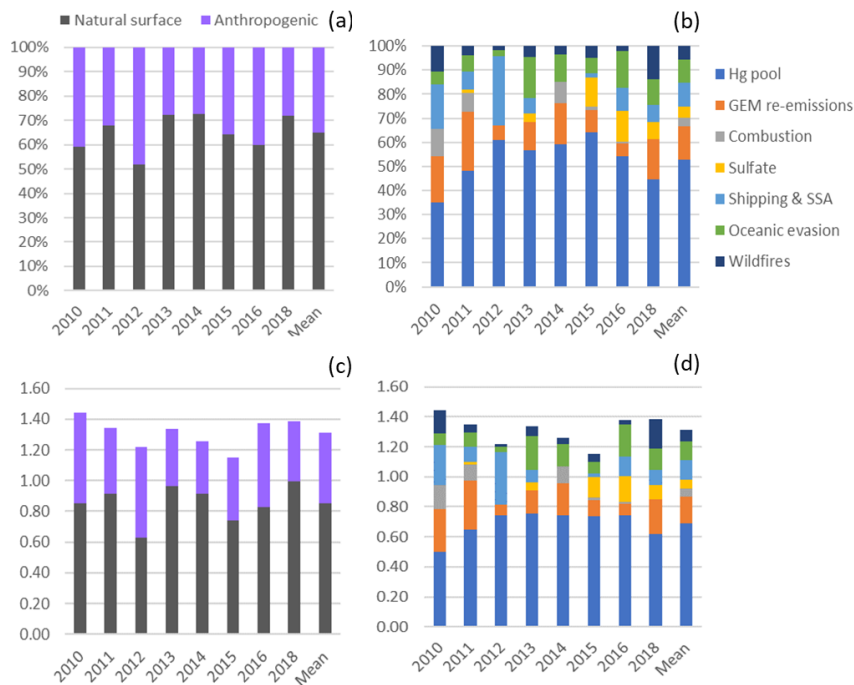 Natural surface Anthropogenic (a)
100%
90%
80%
70%
60%
50%
40%
30%
20%
10%
0%
2010 2011 2012 2013 2014 2015 2016 2018 Mean
(b)
100%
90%
80%
70%
60%
50%
40%
30%
20%
10%
0%
2010 2011 2012 2013 2014 2015 2016 2018 Mean
Hg pool
GEM re-emissions
Combustion
Sulfate
Shipping & SSA
Oceanic evasion
Wildfires
(c)
1.60
1.40
1.20
1.00
0.80
0.60
0.40
0.20
0.00
2010 2011 2012 2013 2014 2015 2016 2018 Mean
(d)
1.60
1.40
1.20
1.00
0.80
0.60
0.40
0.20
0.00
2010 2011 2012 2013 2014 2015 2016 2018 Mean